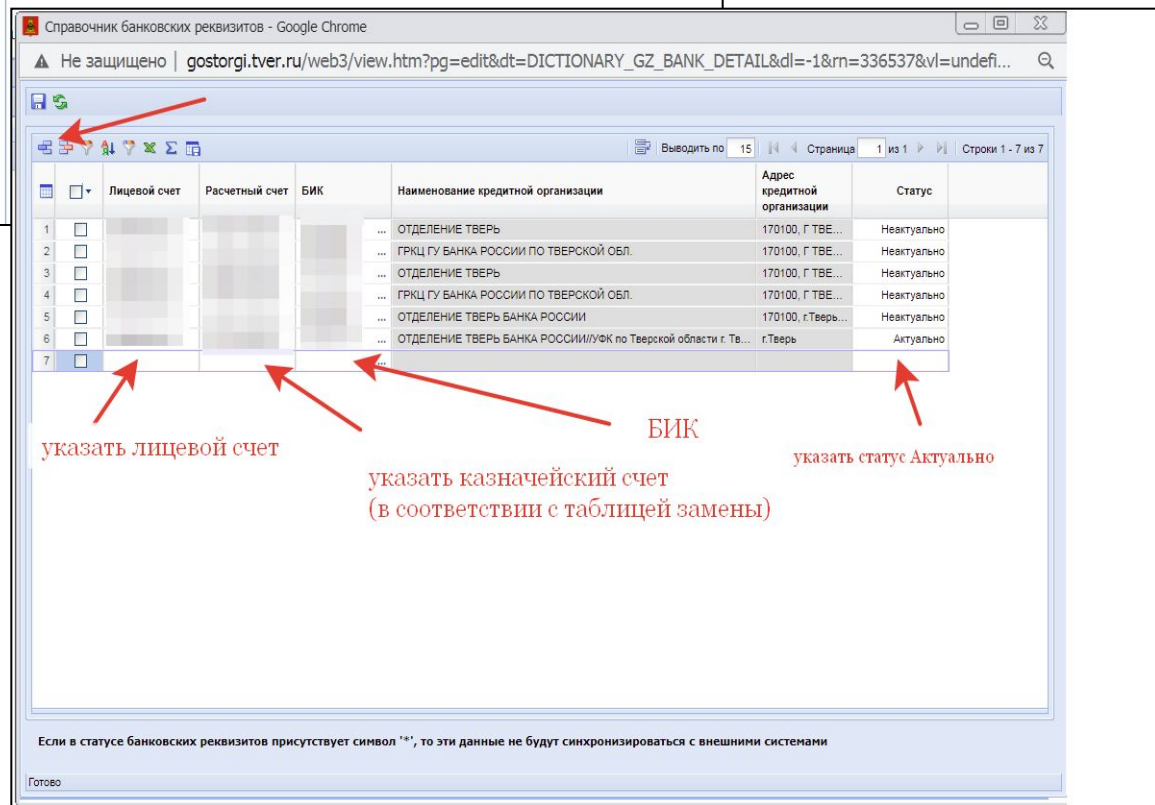 Справочник банковских реквизитов - Google Chrome
Не защищено | gostorgi.tver.ru/web3/view.htm?pg=edit&dt=DICTIONARY_GZ_BANK_DETAIL&dl=-1&rn=336537&vl=undefi...
Выводить по 15 Страница 1 из 1 Строки 1 - 7 из 7
Лицевой счет Расчетный счет БИК Наименование кредитной организации Адрес кредитной организации Статус
1 ... ОТДЕЛЕНИЕ ТВЕРЬ 170100, Г ТВЕ... Неактуально
2 ... ГРКЦ ГУ БАНКА РОССИИ ПО ТВЕРСКОЙ ОБЛ. 170100, Г ТВЕ... Неактуально
3 ... ОТДЕЛЕНИЕ ТВЕРЬ 170100, Г ТВЕ... Неактуально
4 ... ГРКЦ ГУ БАНКА РОССИИ ПО ТВЕРСКОЙ ОБЛ. 170100, Г ТВЕ... Неактуально
5 ... ОТДЕЛЕНИЕ ТВЕРЬ БАНКА РОССИИ 170100, г.Тверь... Неактуально
6 ... ОТДЕЛЕНИЕ ТВЕРЬ БАНКА РОССИИ//УФК по Тверской области г. Тв... г.Тверь Актуально
7 ...
БИК
указать лицевой счет
указать статус Актуально
указать казначейский счет
(в соответствии с таблицей замены)
Если в статусе банковских реквизитов присутствует символ '*', то эти данные не будут синхронизироваться с внешними системами
Готово